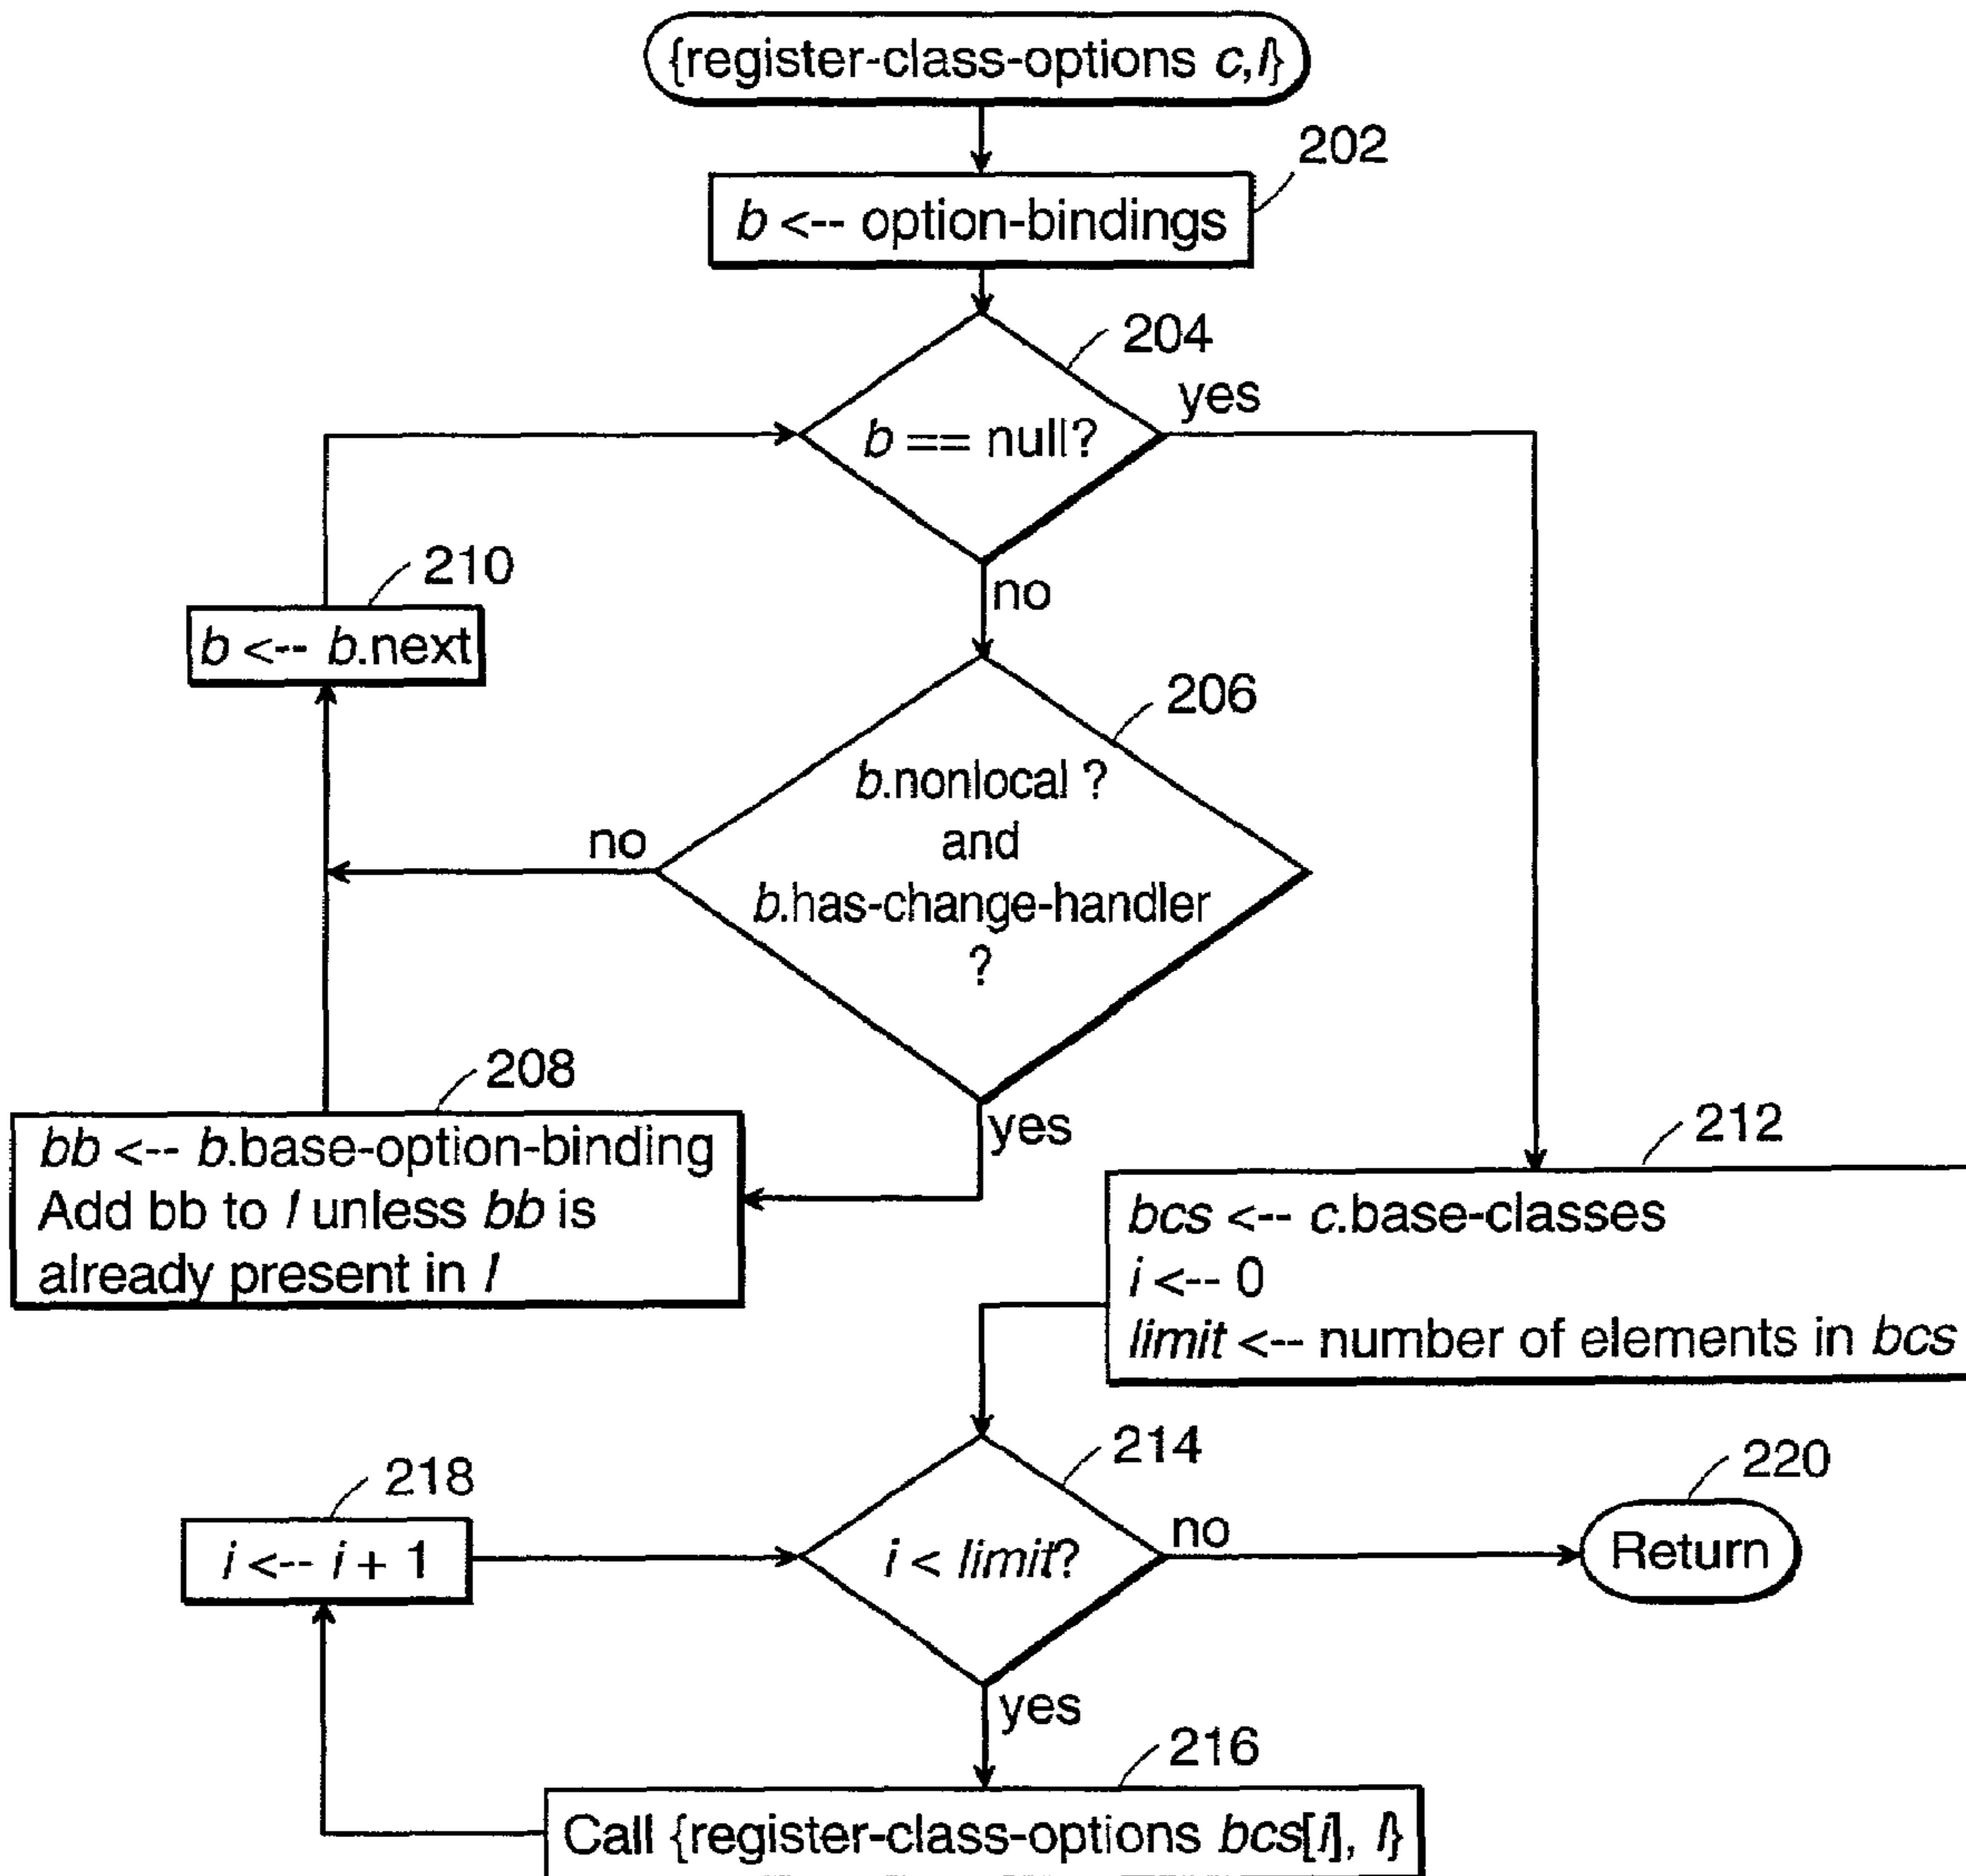 {register-class-options c,l}
202
b <-- option-bindings
204
b == null?
yes
no
210
b <-- b.next
206
b.nonlocal ?
and
b.has-change-handler
?
no
yes
208
bb <-- b.base-option-binding
Add bb to l unless bb is
already present in l
212
bcs <-- c.base-classes
i <-- 0
limit <-- number of elements in bcs
214
i < limit?
no
220
Return
218
i <-- i + 1
yes
216
Call {register-class-options bcs[i], l}